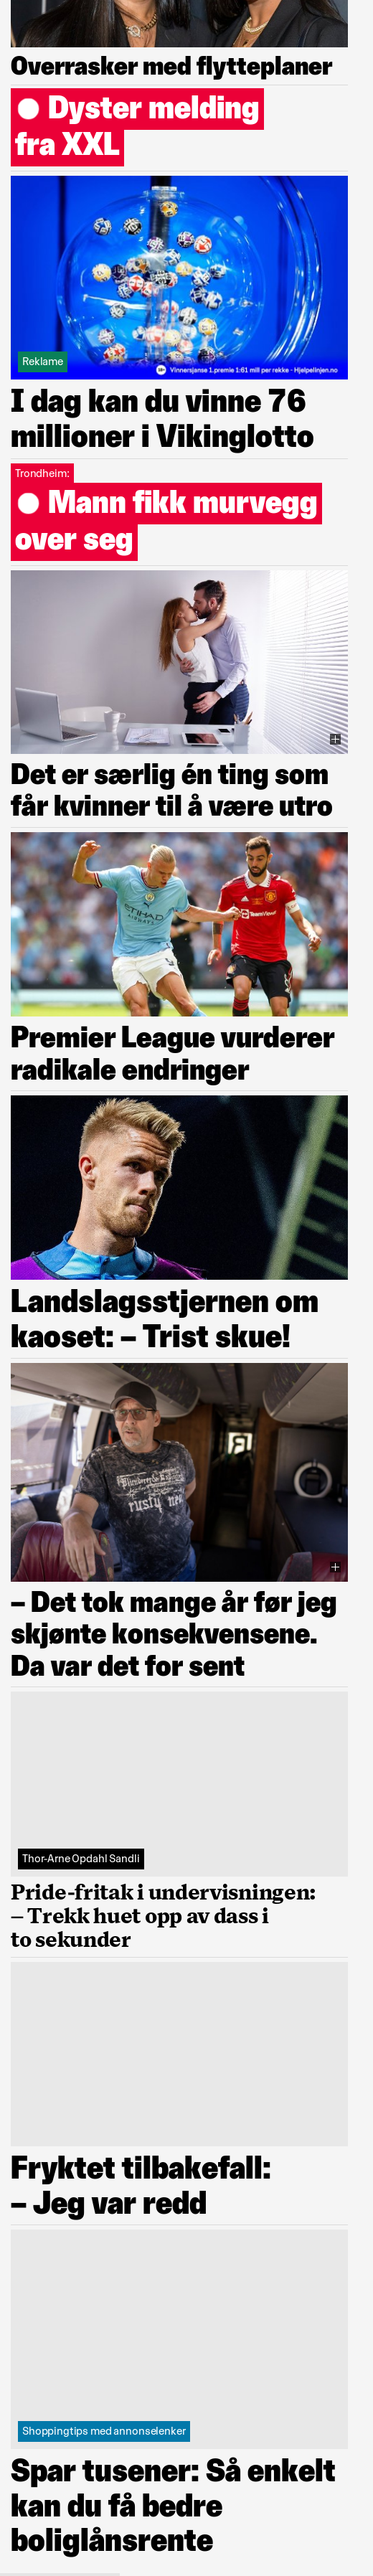 Overrasker med flytteplaner
Dyster melding
fra XXL
Reklame
18+ Vinnersjanse 1.premie 1:61 mill per rekke - Hjelpelinjen.no
I dag kan du vinne 76
millioner i Vikinglotto
Trondheim:
Mann fikk murvegg
over seg
Det er særlig én ting som
får kvinner til å være utro
ETIHAD
AIRWAYS
TeamViewer
Premier League vurderer
radikale endringer
Landslagsstjernen om
kaoset: – Trist skue!
rusty
– Det tok mange år før jeg
skjønte konsekvensene.
Da var det for sent
Thor-Arne Opdahl Sandli
Pride-fritak i undervisningen:
– Trekk huet opp av dass i
to sekunder
Fryktet tilbakefall:
– Jeg var redd
Shoppingtips med annonselenker
Spar tusener: Så enkelt
kan du få bedre
boliglånsrente